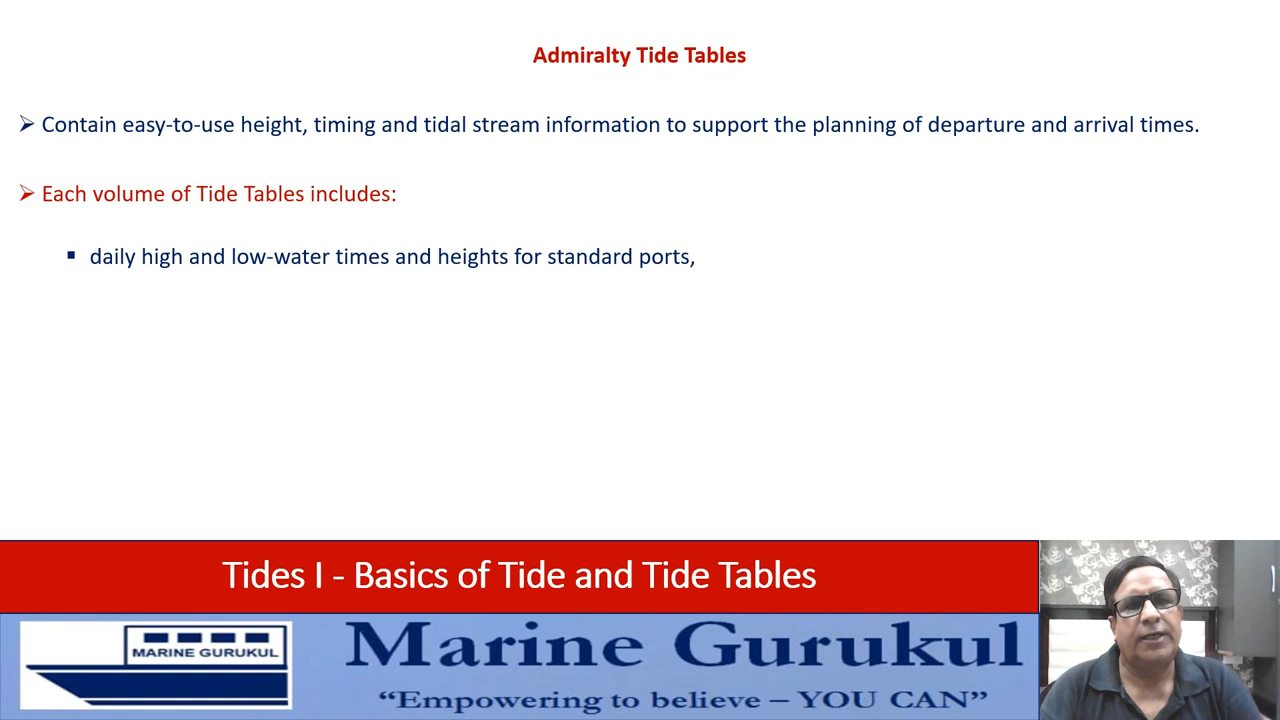 Admiralty Tide Tables
➢ Contain easy-to-use height, timing and tidal stream information to support the planning of departure and arrival times.
➢ Each volume of Tide Tables includes:
▪ daily high and low-water times and heights for standard ports,
Tides I - Basics of Tide and Tide Tables
MARINE GURUKUL
Marine Gurukul
“Empowering to believe – YOU CAN”